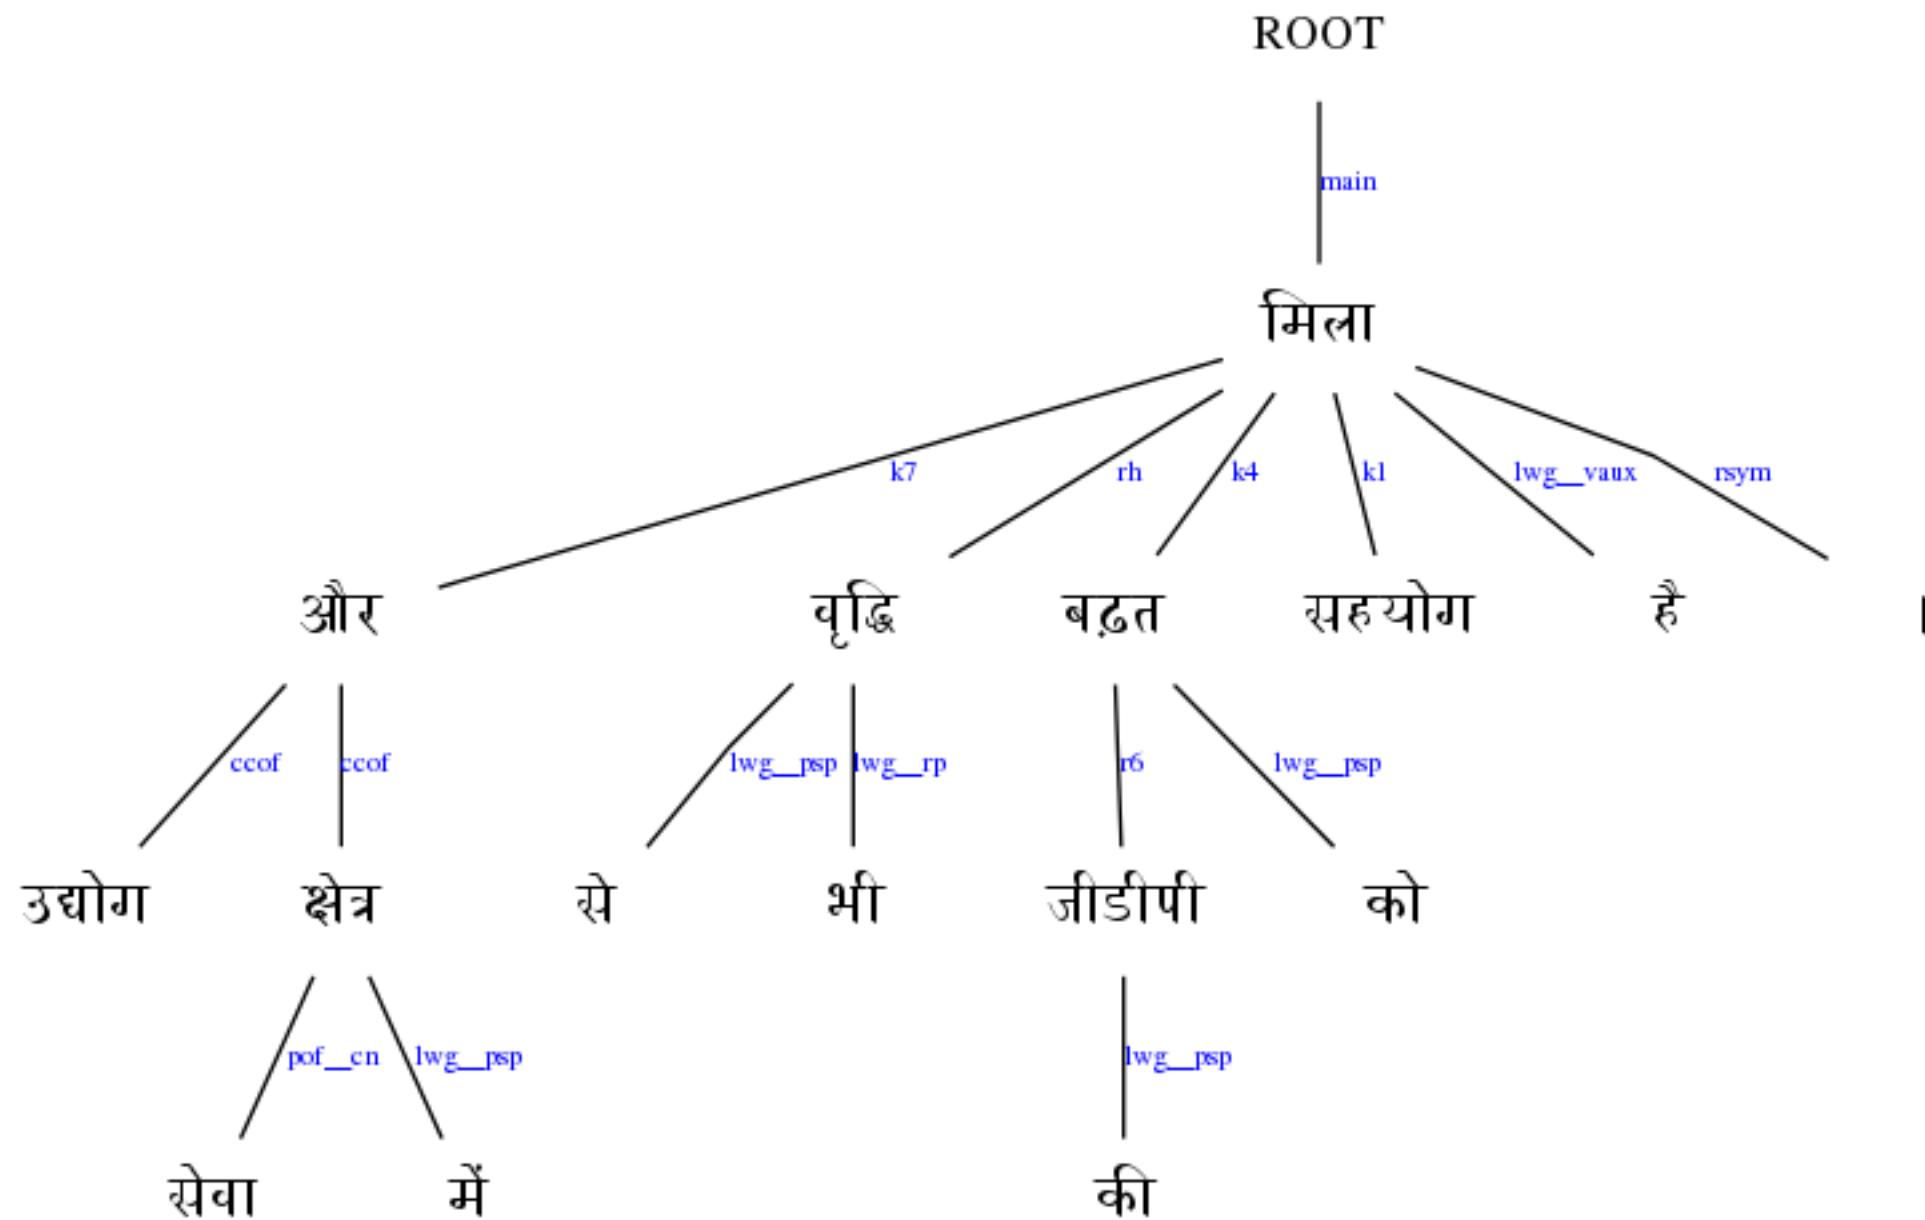 ROOT
main
मिला
k7 rh k4 k1 lwg__vaux rsym
और वृद्धि बढ़त सहयोग है ।
ccof ccof lwg__psp lwg__rp r6 lwg__psp
उद्योग क्षेत्र से भी जीडीपी को
pof__cn lwg__psp lwg__psp
सेवा में की